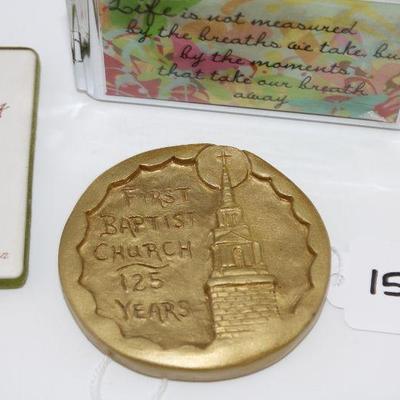 Life is not measured
by the breaths we take, but
by the moments
that take our breath
away
FIRST
BAPTIST
CHURCH
125
YEARS
15